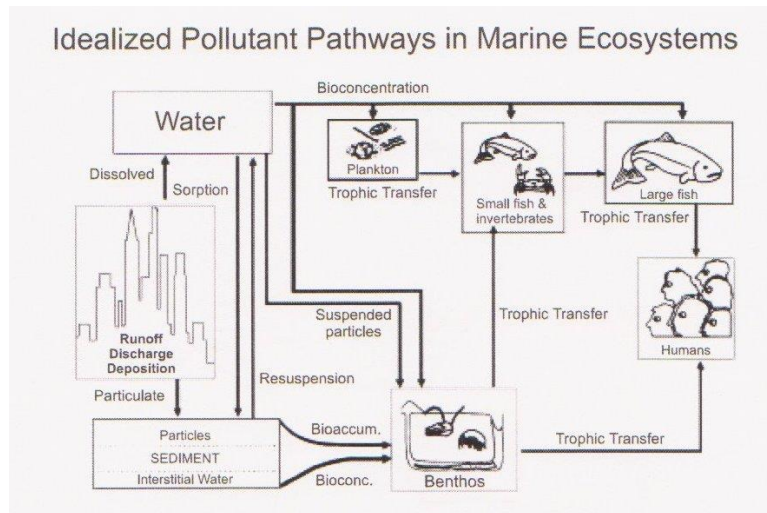 Idealized Pollutant Pathways in Marine Ecosystems
Bioconcentration
Water
Plankton
Dissolved
Sorption
Trophic Transfer
Small fish &
invertebrates
Large fish
Trophic Transfer
Runoff
Discharge
Deposition
Suspended
particles
Trophic Transfer
Humans
Particulate
Resuspension
Particles
SEDIMENT
Interstitial Water
Bioaccum.
Bioconc.
Benthos
Trophic Transfer